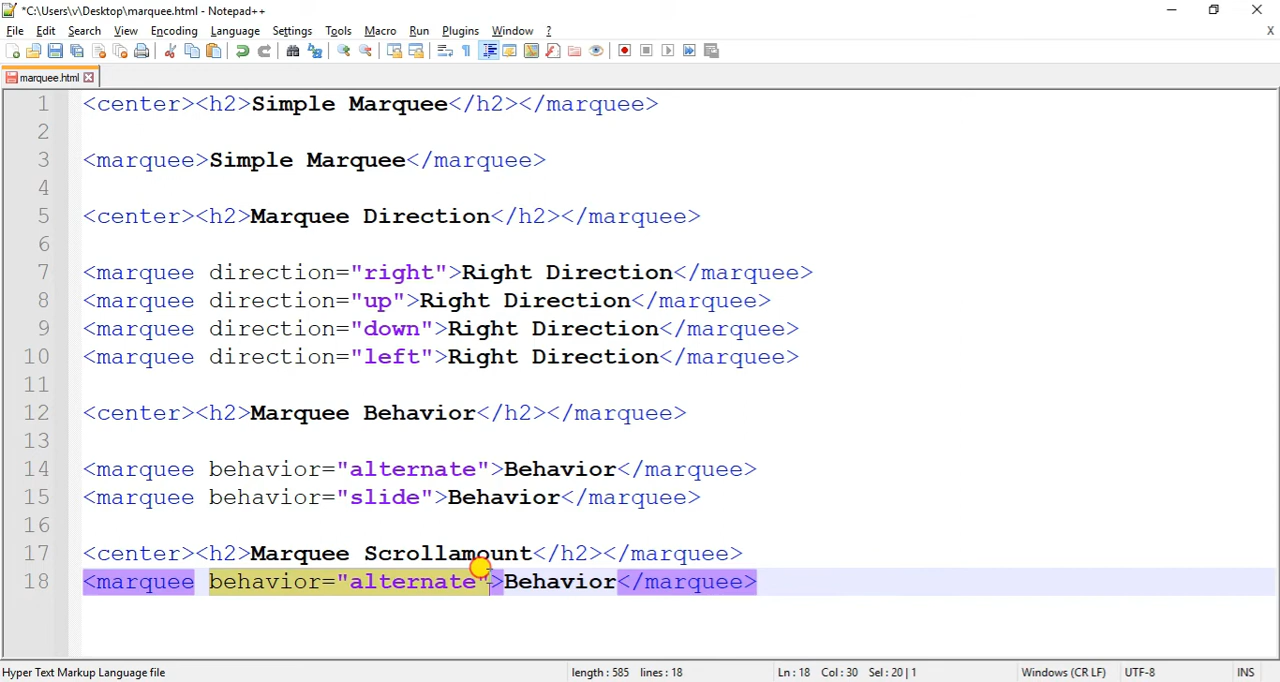 *C:\Users\v\Desktop\marquee.html - Notepad++
File Edit Search View Encoding Language Settings Tools Macro Run Plugins Window ? X
marquee.html
1 <center><h2>Simple Marquee</h2></marquee>
2
3 <marquee>Simple Marquee</marquee>
4
5 <center><h2>Marquee Direction</h2></marquee>
6
7 <marquee direction="right">Right Direction</marquee>
8 <marquee direction="up">Right Direction</marquee>
9 <marquee direction="down">Right Direction</marquee>
10 <marquee direction="left">Right Direction</marquee>
11
12 <center><h2>Marquee Behavior</h2></marquee>
13
14 <marquee behavior="alternate">Behavior</marquee>
15 <marquee behavior="slide">Behavior</marquee>
16
17 <center><h2>Marquee Scrollamount</h2></marquee>
18 <marquee behavior="alternate">Behavior</marquee>
Hyper Text Markup Language file length : 585 lines : 18 Ln : 18 Col : 30 Sel : 20 | 1 Windows (CR LF) UTF-8 INS